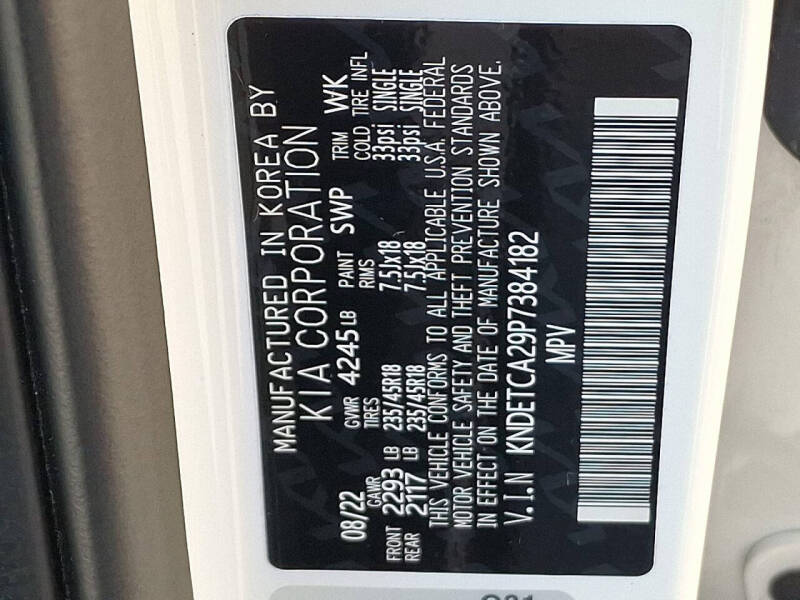 MANUFACTURED IN KOREA BY
KIA CORPORATION
08/22 GVWR 4245 LB PAINT SWP TRIM WK
GAWR TIRES RIMS COLD TIRE INFL
FRONT 2293 LB 235/45R18 7.5Jx18 33psi SINGLE
REAR 2117 LB 235/45R18 7.5Jx18 33psi SINGLE
THIS VEHICLE CONFORMS TO ALL APPLICABLE U.S.A. FEDERAL
MOTOR VEHICLE SAFETY AND THEFT PREVENTION STANDARDS
IN EFFECT ON THE DATE OF MANUFACTURE SHOWN ABOVE.
V.I.N KNDETCA29P7384182
MPV